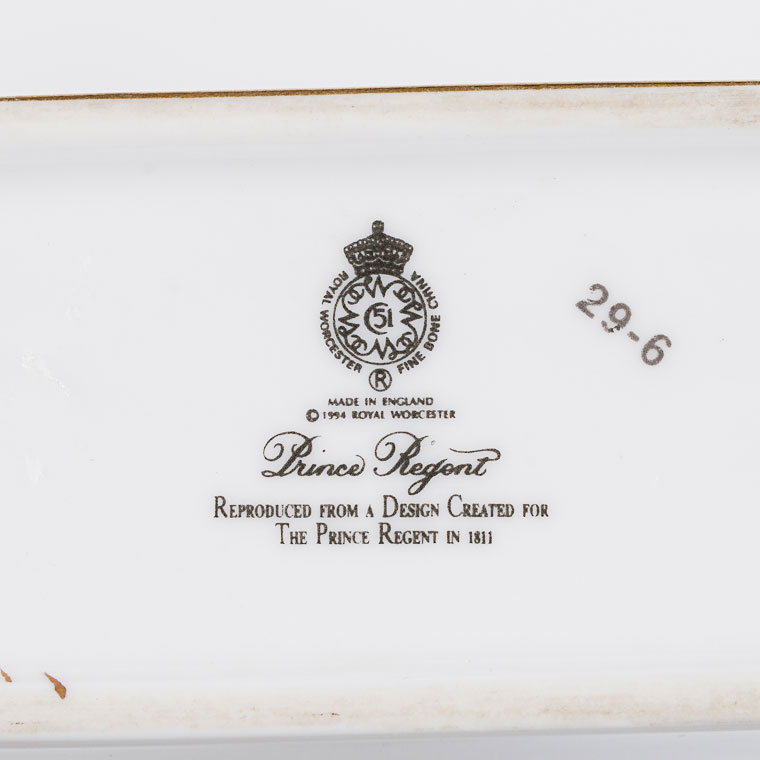 ROYAL WORCESTER FINE BONE CHINA
51
®
MADE IN ENGLAND
© 1994 ROYAL WORCESTER
Prince Regent
REPRODUCED FROM A DESIGN CREATED FOR
THE PRINCE REGENT IN 1811
29-6